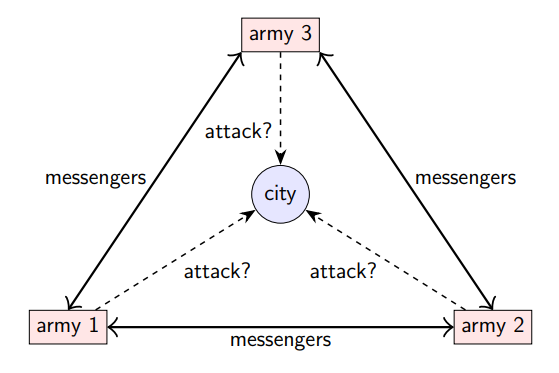 army 3
attack?
messengers
messengers
city
attack?
attack?
army 1
army 2
messengers